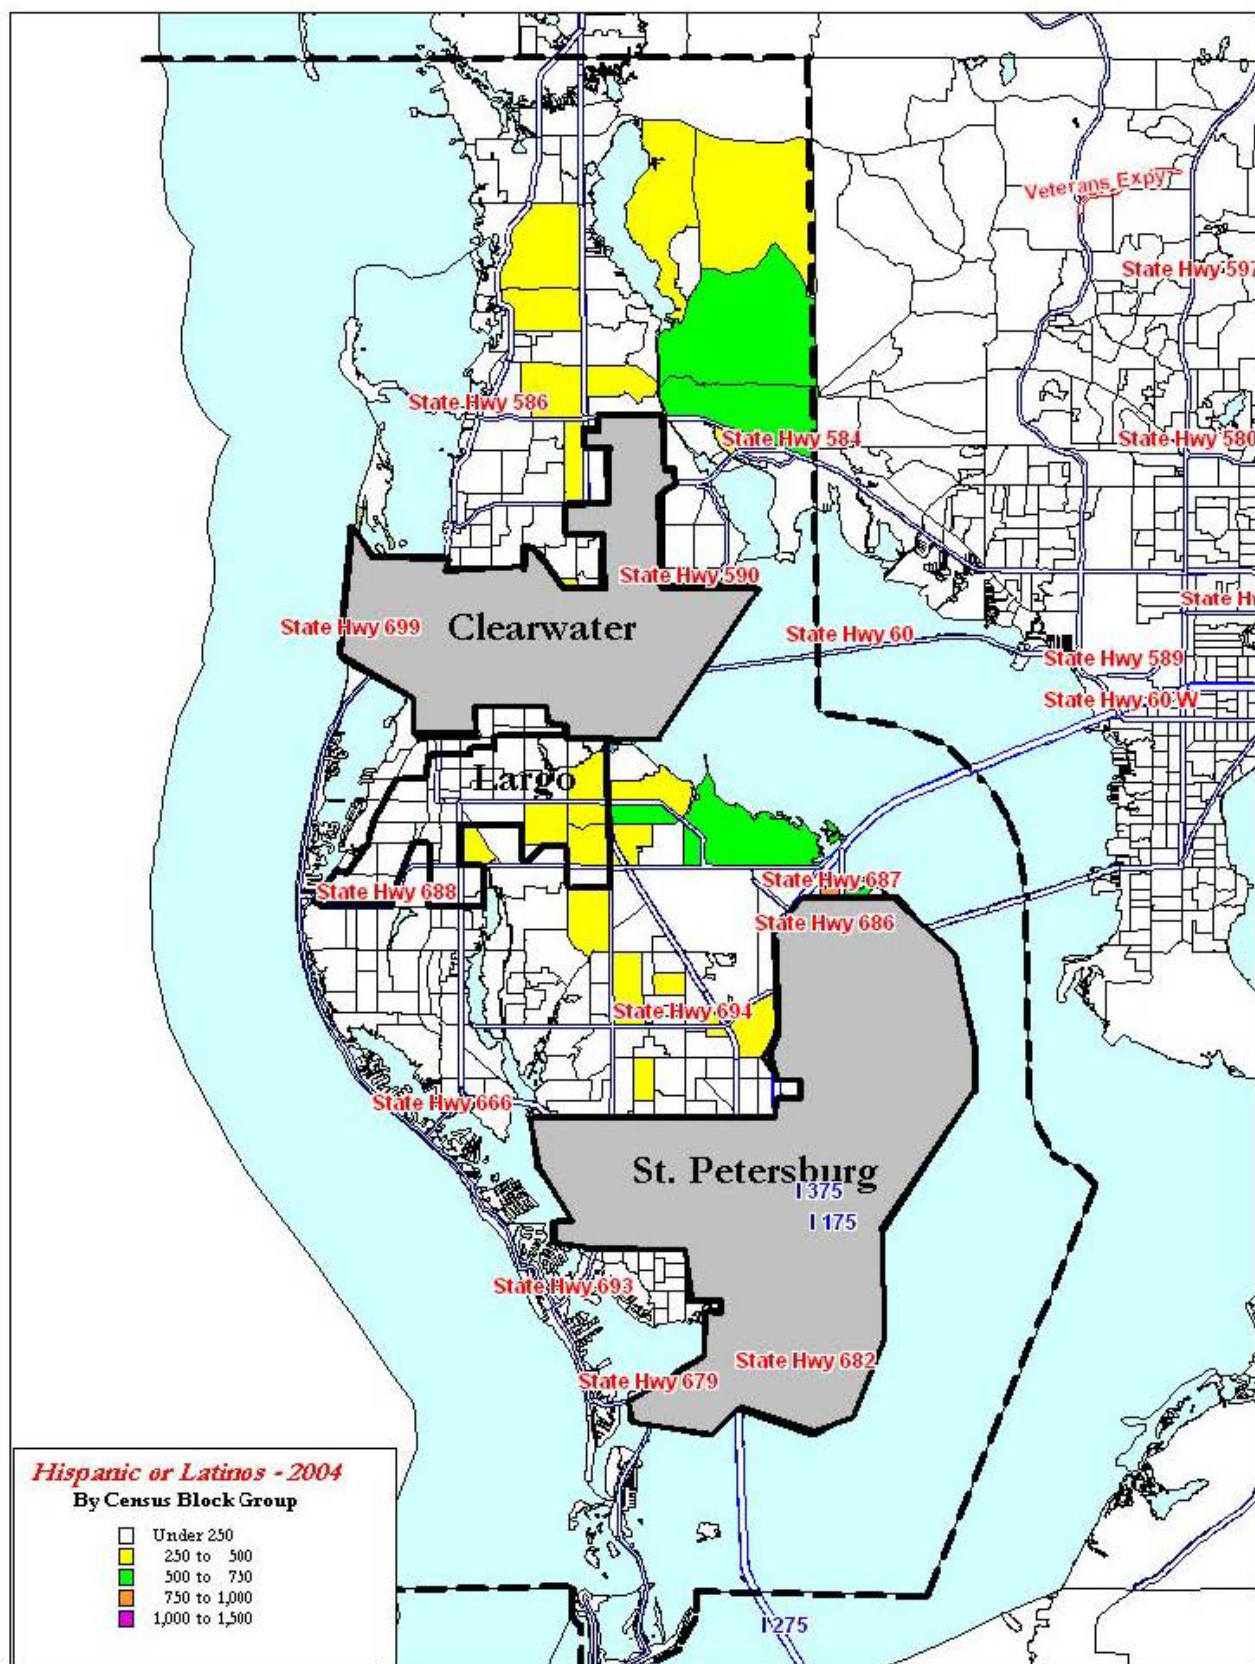 Veterans Expy
State Hwy 597
State Hwy 586
State Hwy 584
State Hwy 580
State Hwy 590
State Hw
State Hwy 699
Clearwater
State Hwy 60
State Hwy 589
State Hwy 60 W
Largo
State Hwy 688
State Hwy 687
State Hwy 686
State Hwy 694
State Hwy 666
St. Petersburg
I 375
I 175
State Hwy 693
State Hwy 682
State Hwy 679
Hispanic or Latinos - 2004
By Census Block Group
Under 250
250 to 500
500 to 750
750 to 1,000
1,000 to 1,500
I 275